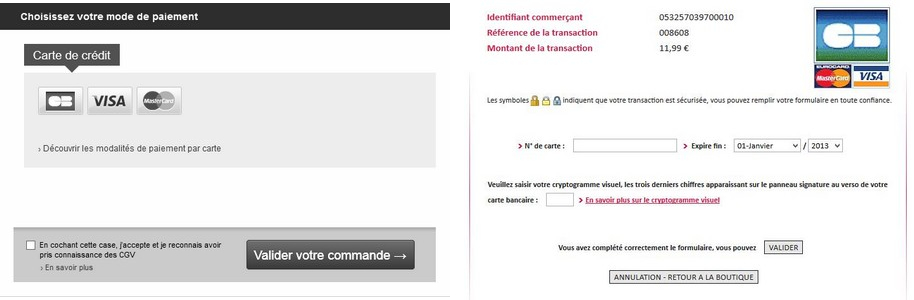 Choisissez votre mode de paiement
Carte de crédit
CB VISA MasterCard
› Découvrir les modalités de paiement par carte
En cochant cette case, j'accepte et je reconnais avoir
pris connaissance des CGV
› En savoir plus
Valider votre commande →
Identifiant commerçant 053257039700010
Référence de la transaction 008608
Montant de la transaction 11,99 €
CB
EUROCARD
MasterCard VISA
Les symboles indiquent que votre transaction est sécurisée, vous pouvez remplir votre formulaire en toute confiance.
N° de carte : Expire fin : 01-Janvier / 2013
Veuillez saisir votre cryptogramme visuel, les trois derniers chiffres apparaissant sur le panneau signature au verso de votre
carte bancaire : En savoir plus sur le cryptogramme visuel
Vous avez complété correctement le formulaire, vous pouvez VALIDER
ANNULATION - RETOUR A LA BOUTIQUE